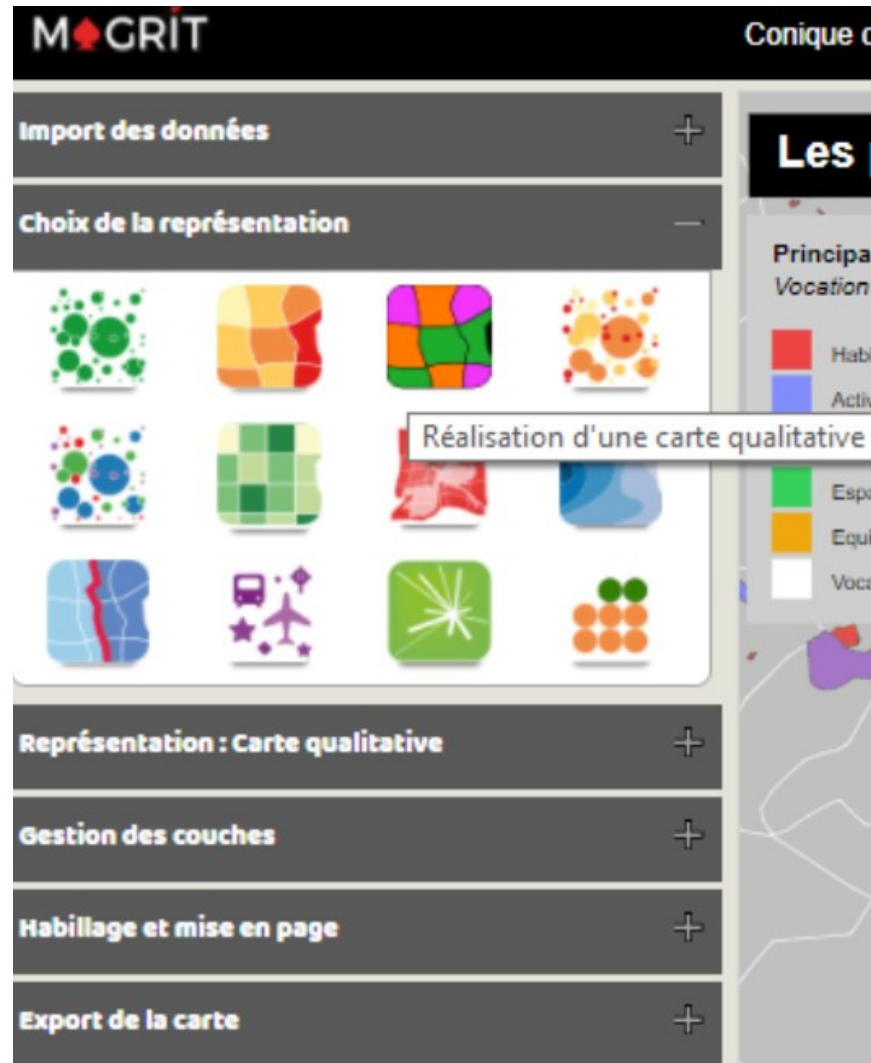 MAGRIT
Conique
Import des données
Les
Choix de la représentation
Vocation
Réalisation d'une carte qualitative
Représentation : Carte qualitative
Gestion des couches
Habillage et mise en page
Export de la carte